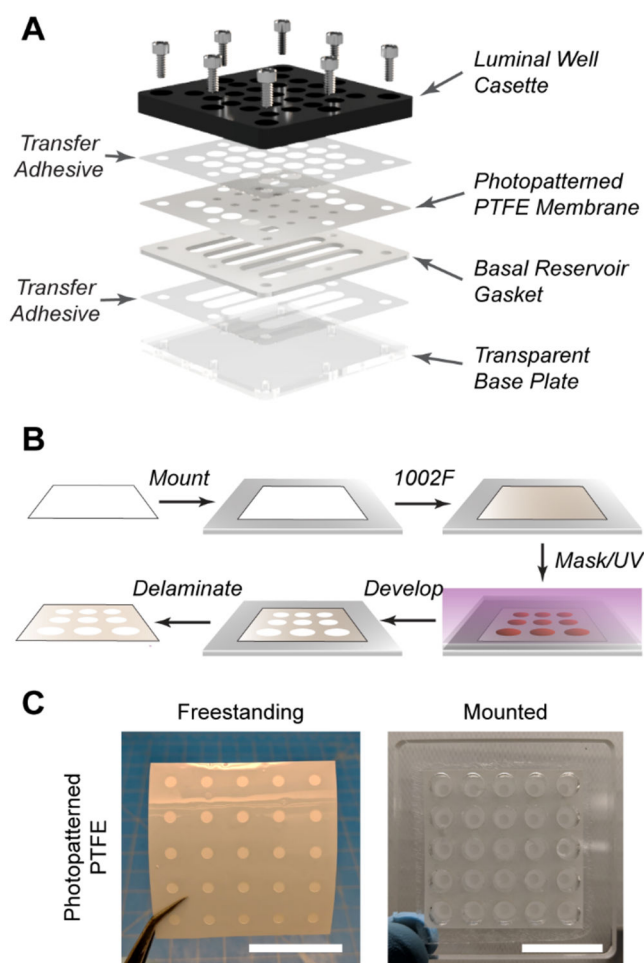 A
Luminal Well
Casette
Transfer
Adhesive
Photopatterned
PTFE Membrane
Basal Reservoir
Gasket
Transfer
Adhesive
Transparent
Base Plate
B
Mount
1002F
Mask/UV
Develop
Delaminate
C
Freestanding
Mounted
Photopatterned
PTFE